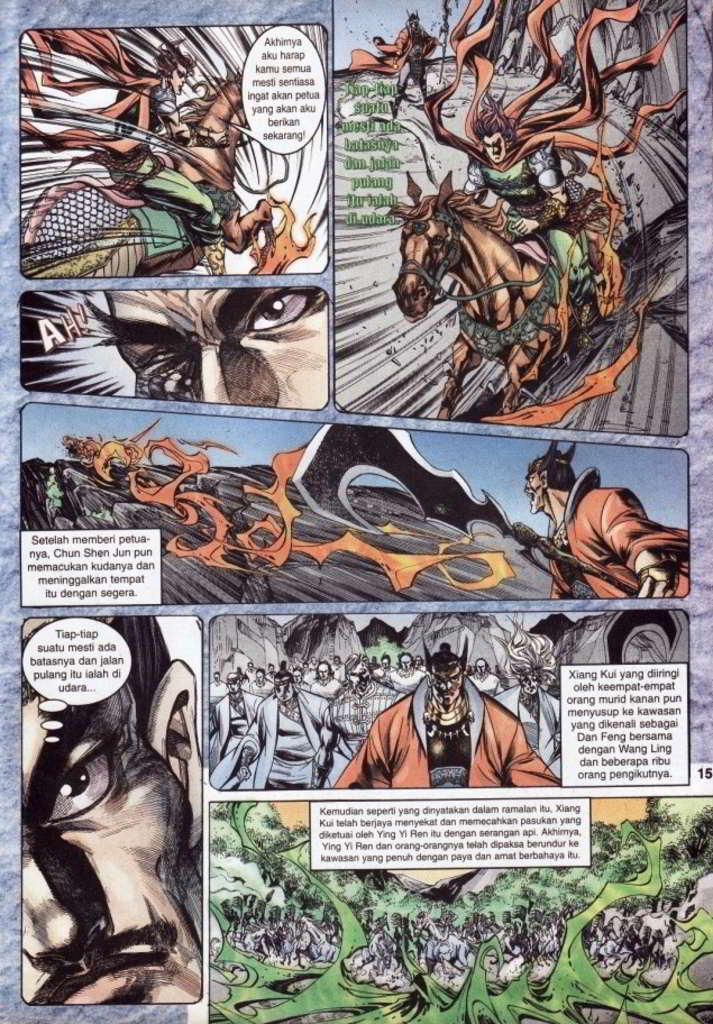 Akhirnya
aku harap
kamu semua
mesti sentiasa
ingat akan petua
yang akan aku
berikan
sekarang!
Tiap-tiap
suatu
mesti ada
batasnya
dan jalan
pulang
itu ialah
di udara.
AH!
Setelah memberi petua-
nya, Chun Shen Jun pun
memacukan kudanya dan
meninggalkan tempat
itu dengan segera.
Tiap-tiap
suatu mesti ada
batasnya dan jalan
pulang itu ialah di
udara...
Xiang Kui yang diiringi
oleh keempat-empat
orang murid kanan pun
menyusup ke kawasan
yang dikenali sebagai
Dan Feng bersama
dengan Wang Ling
dan beberapa ribu
orang pengikutnya.
15
Kemudian seperti yang dinyatakan dalam ramalan itu, Xiang
Kui telah berjaya menyekat dan memecahkan pasukan yang
diketuai oleh Ying Yi Ren itu dengan serangan api. Akhirnya,
Ying Yi Ren dan orang-orangnya telah dipaksa berundur ke
kawasan yang penuh dengan paya dan amat berbahaya itu.